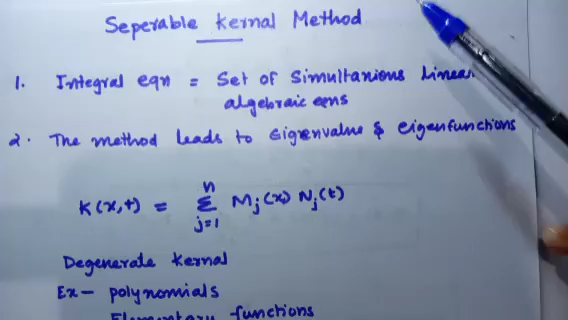 Seperable Kernal Method
1. Integral eqn = Set of Simultanious Linear
algebraic eqns
2. The method leads to Eigenvalue & eigenfunctions
K(x,t) = n Σ j=1 Mj(x) Nj(t)
Degenerate Kernal
Ex - polynomials
Elementary functions